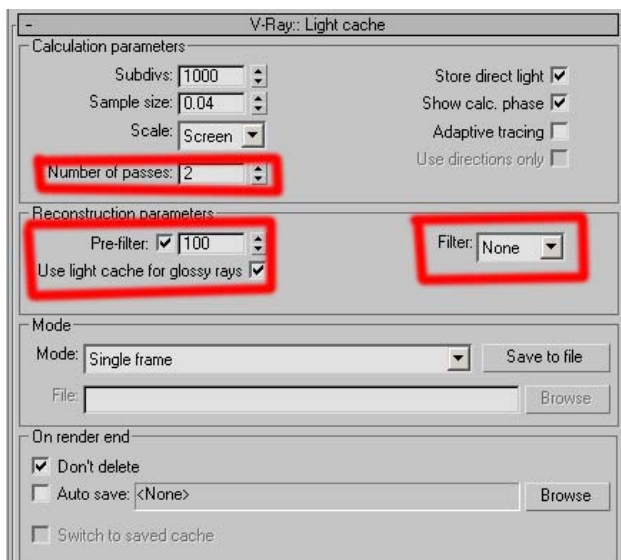 - V-Ray:: Light cache
Calculation parameters
Subdivs: 1000
Store direct light
Sample size: 0.04
Show calc. phase
Scale: Screen
Adaptive tracing
Use directions only
Number of passes: 2
Reconstruction parameters
Pre-filter: 100
Filter: None
Use light cache for glossy rays
Mode
Mode: Single frame
Save to file
File:
Browse
On render end
Don't delete
Auto save: <None>
Browse
Switch to saved cache